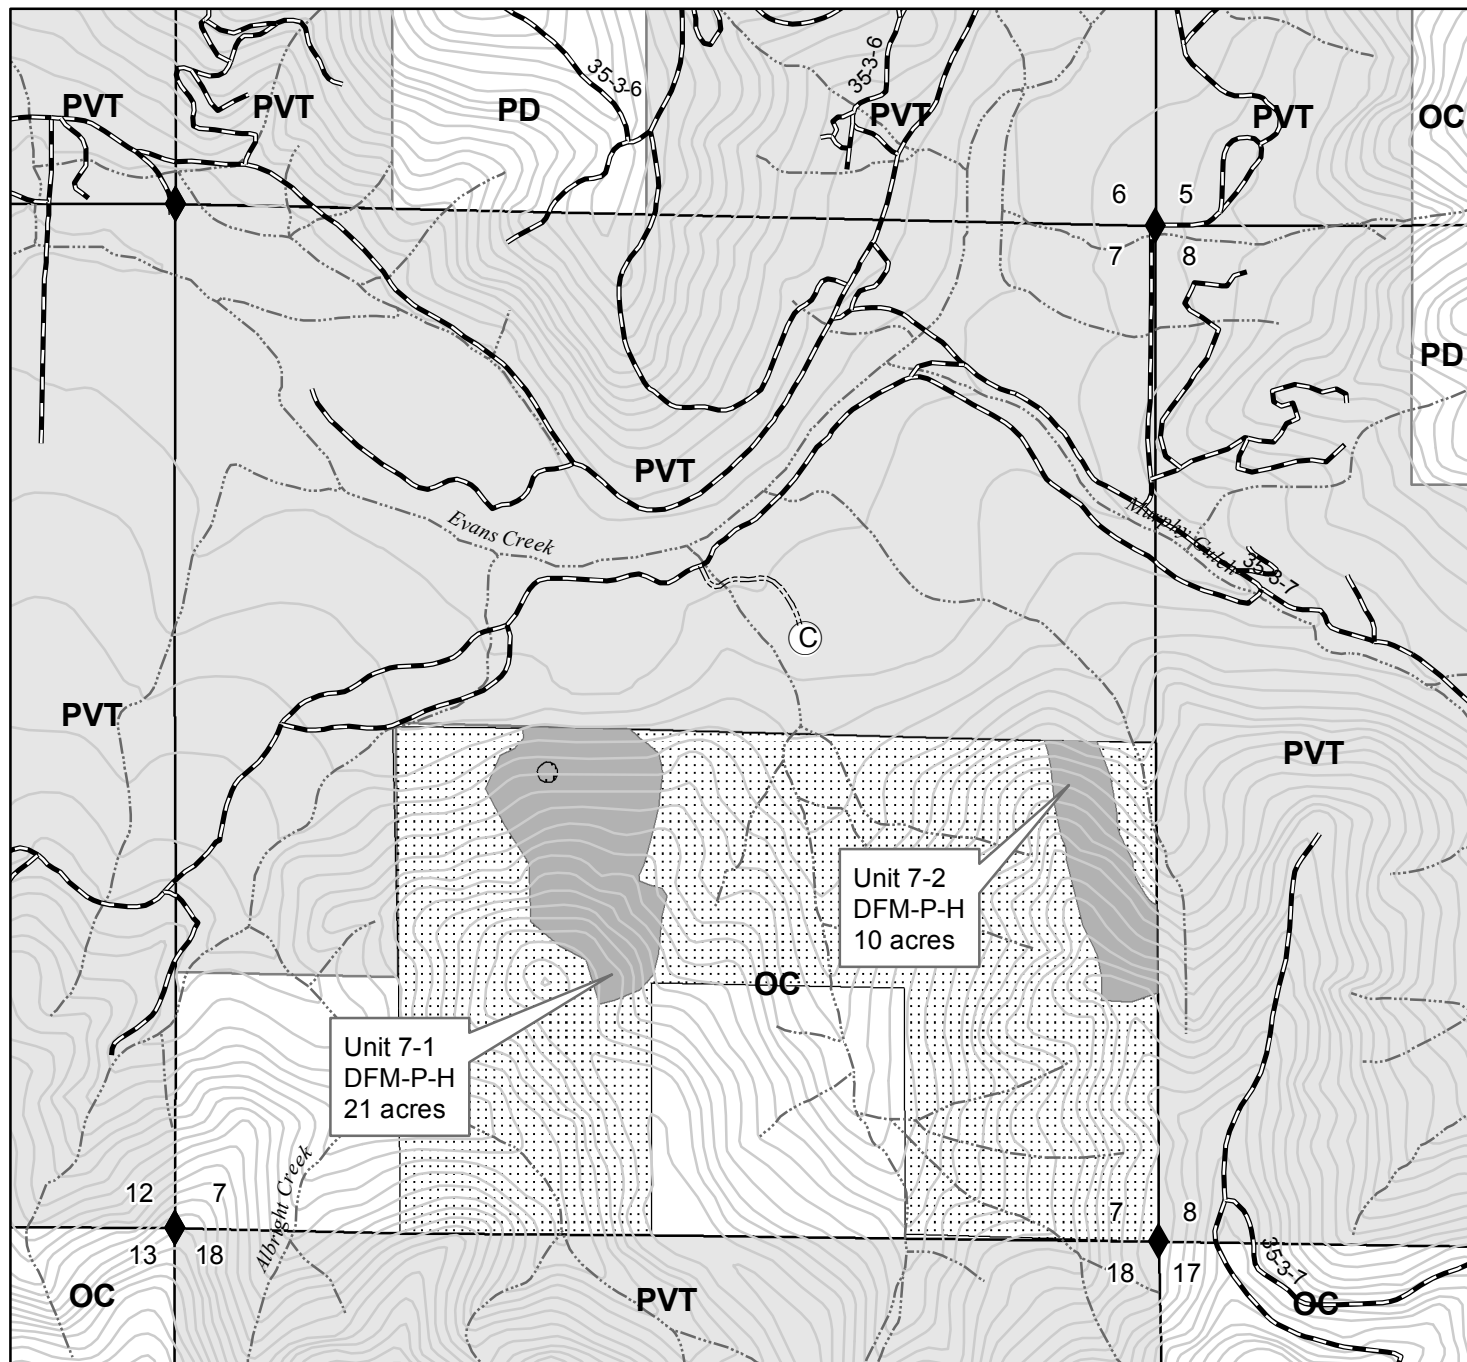 35-3-6
35-3-6
PVT
PVT
PD
PVT
PVT
OC
6
5
7
8
PD
PVT
Evans Creek
Murphy Gulch
35-3-7
C
PVT
PVT
Unit 7-2
DFM-P-H
10 acres
OC
Unit 7-1
DFM-P-H
21 acres
Albright Creek
12
7
7
8
13
18
18
17
35-3-7
OC
PVT
OC